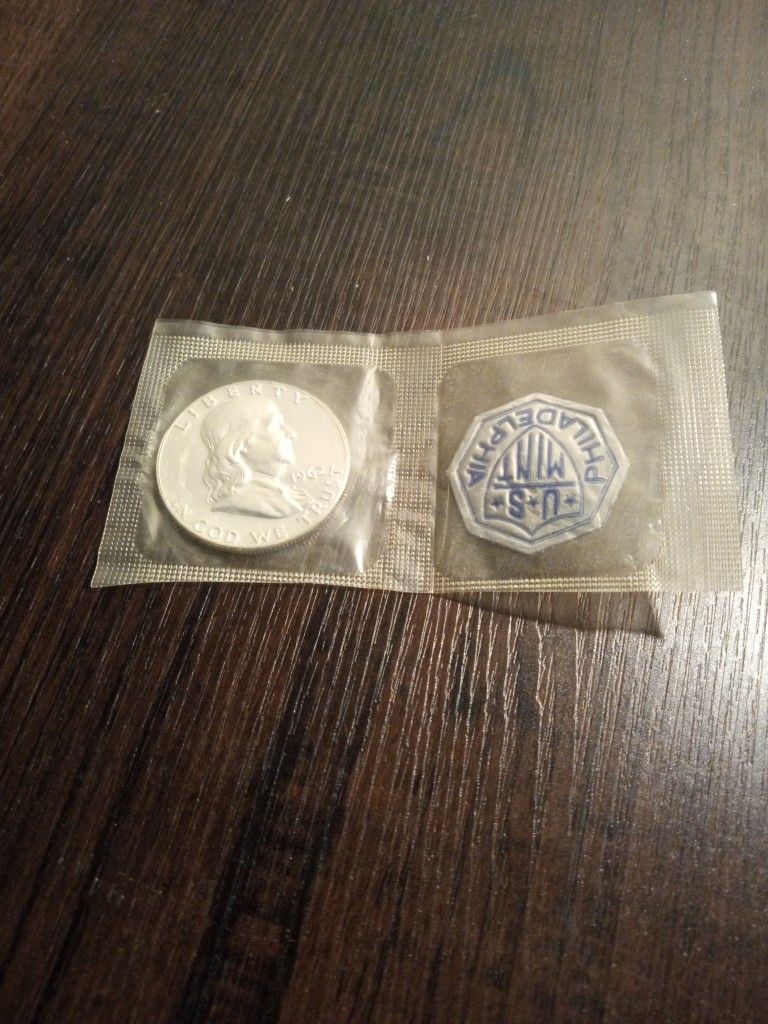 LIBERTY
1962
IN GOD WE TRUST
PHILADELPHIA
MINT
U★S